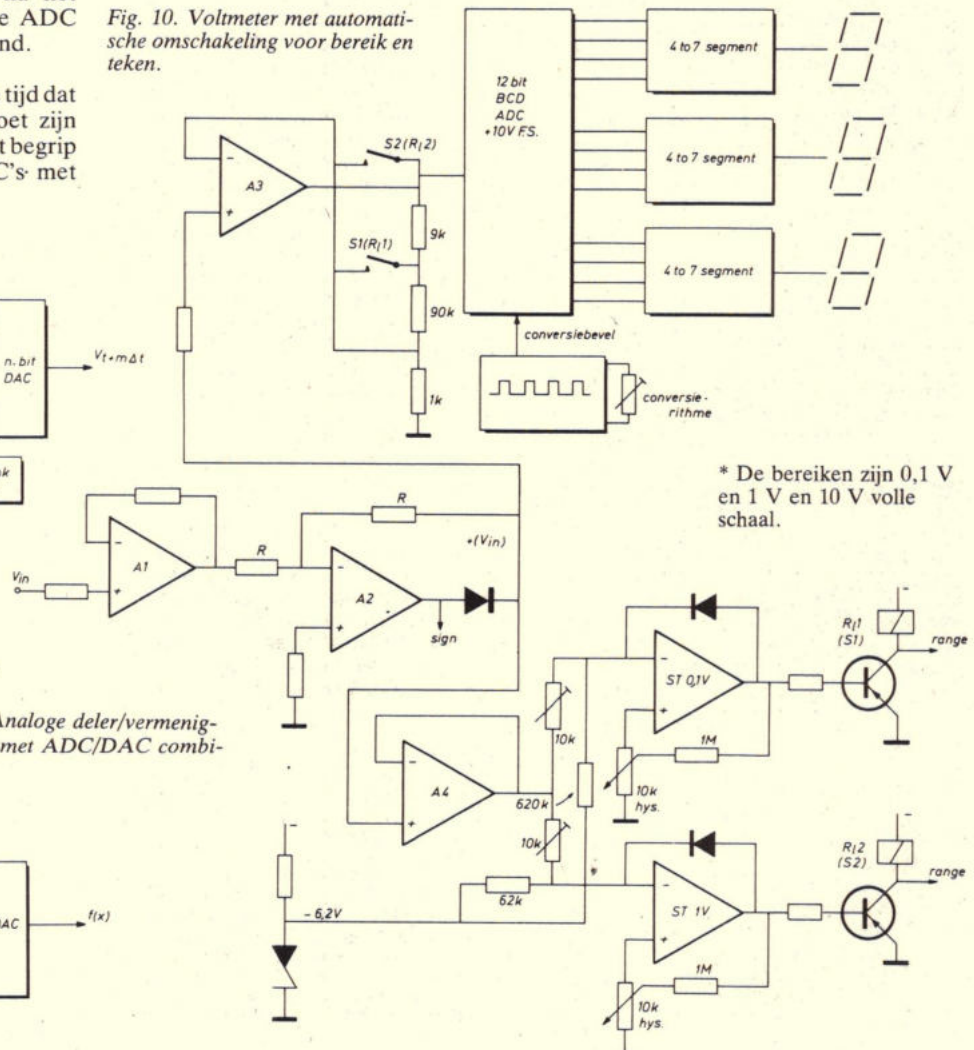 e ADC
nd.
Fig. 10. Voltmeter met automati-
sche omschakeling voor bereik en
teken.
tijd dat
oet zijn
t begrip
C's met
12 bit
BCD
ADC
+10V F.S.
4 to 7 segment
4 to 7 segment
4 to 7 segment
A3
S2(Rl2)
9k
S1(Rl1)
90k
1k
conversiebevel
conversie-
rithme
n. bit
DAC
Vt+mΔt
* De bereiken zijn 0,1 V
en 1 V en 10 V volle
schaal.
Vin
A1
R
R
A2
+(Vin)
sign
Analoge deler/vermenig-
met ADC/DAC combi-
A4
10k
620k
10k
*
62k
- 6,2V
ST 0,1V
1M
10k
hys.
Rl1
(S1)
range
ST 1V
1M
10k
hys.
Rl2
(S2)
range
AC
f(x)